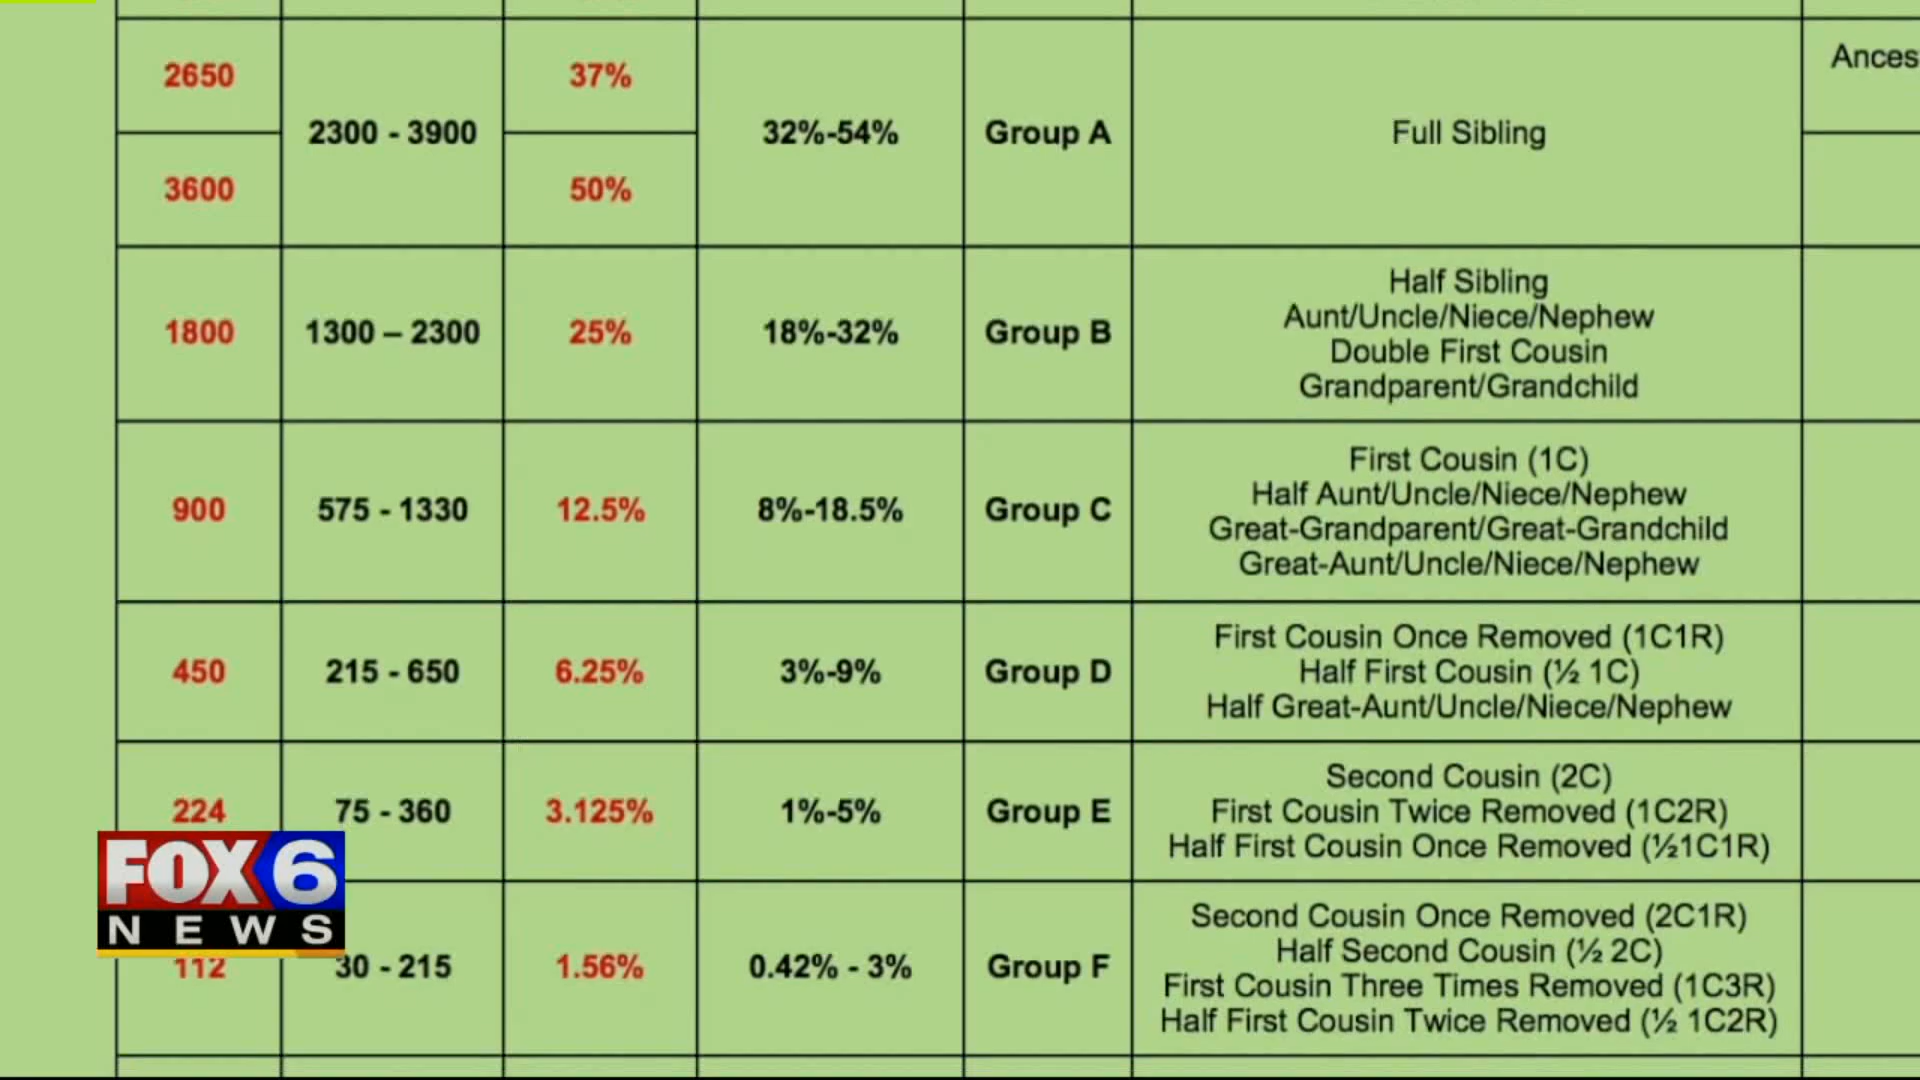 2650
2300 - 3900
37%
32%-54%
Group A
Full Sibling
Ances
3600
50%
1800
1300 – 2300
25%
18%-32%
Group B
Half Sibling
Aunt/Uncle/Niece/Nephew
Double First Cousin
Grandparent/Grandchild
900
575 - 1330
12.5%
8%-18.5%
Group C
First Cousin (1C)
Half Aunt/Uncle/Niece/Nephew
Great-Grandparent/Great-Grandchild
Great-Aunt/Uncle/Niece/Nephew
450
215 - 650
6.25%
3%-9%
Group D
First Cousin Once Removed (1C1R)
Half First Cousin (½ 1C)
Half Great-Aunt/Uncle/Niece/Nephew
224
75 - 360
3.125%
1%-5%
Group E
Second Cousin (2C)
First Cousin Twice Removed (1C2R)
Half First Cousin Once Removed (½1C1R)
FOX 6
NEWS
112
30 - 215
1.56%
0.42% - 3%
Group F
Second Cousin Once Removed (2C1R)
Half Second Cousin (½ 2C)
First Cousin Three Times Removed (1C3R)
Half First Cousin Twice Removed (½ 1C2R)